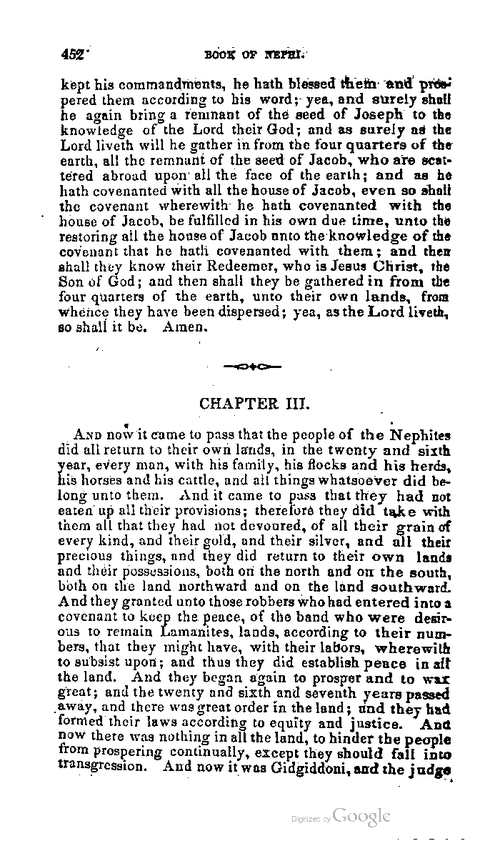 452
BOOK OF NEPHI.
kept his commandments, he hath blessed them and pros-
pered them according to his word; yea, and surely shall
he again bring a remnant of the seed of Joseph to the
knowledge of the Lord their God; and as surely as the
Lord liveth will he gather in from the four quarters of the
earth, all the remnant of the seed of Jacob, who are scat-
tered abroad upon all the face of the earth; and as he
hath covenanted with all the house of Jacob, even so shall
the covenant wherewith he hath covenanted with the
house of Jacob, be fulfilled in his own due time, unto the
restoring all the house of Jacob unto the knowledge of the
covenant that he hath covenanted with them; and then
shall they know their Redeemer, who is Jesus Christ, the
Son of God; and then shall they be gathered in from the
four quarters of the earth, unto their own lands, from
whence they have been dispersed; yea, as the Lord liveth,
so shall it be. Amen.
CHAPTER III.
AND now it came to pass that the people of the Nephites
did all return to their own lands, in the twenty and sixth
year, every man, with his family, his flocks and his herds,
his horses and his cattle, and all things whatsoever did be-
long unto them. And it came to pass that they had not
eaten up all their provisions; therefore they did take with
them all that they had not devoured, of all their grain of
every kind, and their gold, and their silver, and all their
precious things, and they did return to their own lands
and their possessions, both on the north and on the south,
both on the land northward and on the land southward.
And they granted unto those robbers who had entered into a
covenant to keep the peace, of the band who were desir-
ous to remain Lamanites, lands, according to their num-
bers, that they might have, with their labors, wherewith
to subsist upon; and thus they did establish peace in all
the land. And they began again to prosper and to wax
great; and the twenty and sixth and seventh years passed
away, and there was great order in the land; and they had
formed their laws according to equity and justice. And
now there was nothing in all the land, to hinder the people
from prospering continually, except they should fall into
transgression. And now it was Gidgiddoni, and the judge
Digitized by Google